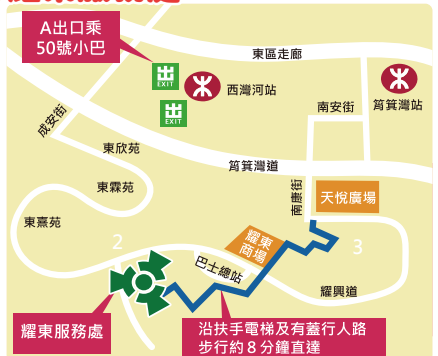 A出口乘
50號小巴
東區走廊
出
EXIT
西灣河站
筲箕灣站
出
EXIT
南安街
成安街
東欣苑
筲箕灣道
東霖苑
南康街
天悅廣場
東熹苑
2
耀東
商場
3
巴士總站
耀興道
耀東服務處
沿扶手電梯及有蓋行人路
步行約8分鐘直達